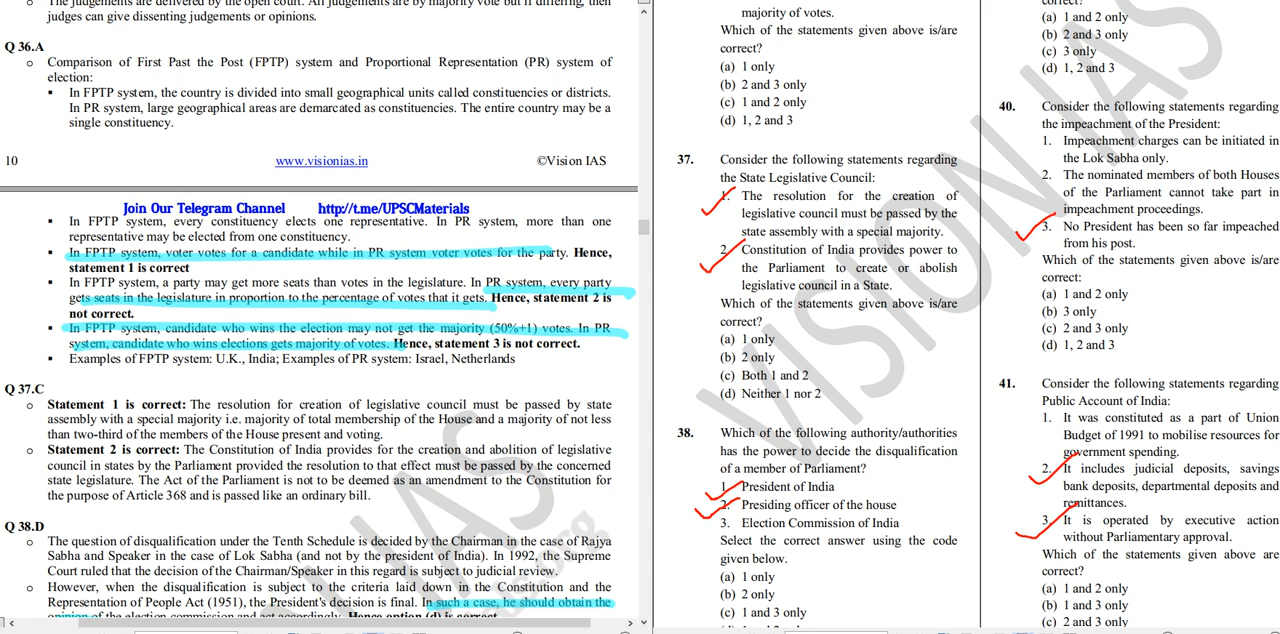 The judgements are delivered by the open court. All judgements are by majority vote but if differing, then
judges can give dissenting judgements or opinions.
Q 36.A
o Comparison of First Past the Post (FPTP) system and Proportional Representation (PR) system of
election:
▪ In FPTP system, the country is divided into small geographical units called constituencies or districts.
In PR system, large geographical areas are demarcated as constituencies. The entire country may be a
single constituency.
10 www.visionias.in ©Vision IAS
Join Our Telegram Channel http://t.me/UPSCMaterials
▪ In FPTP system, every constituency elects one representative. In PR system, more than one
representative may be elected from one constituency.
▪ In FPTP system, voter votes for a candidate while in PR system voter votes for the party. Hence,
statement 1 is correct
▪ In FPTP system, a party may get more seats than votes in the legislature. In PR system, every party
gets seats in the legislature in proportion to the percentage of votes that it gets. Hence, statement 2 is
not correct.
▪ In FPTP system, candidate who wins the election may not get the majority (50%+1) votes. In PR
system, candidate who wins elections gets majority of votes. Hence, statement 3 is not correct.
▪ Examples of FPTP system: U.K., India; Examples of PR system: Israel, Netherlands
Q 37.C
o Statement 1 is correct: The resolution for creation of legislative council must be passed by state
assembly with a special majority i.e. majority of total membership of the House and a majority of not less
than two-third of the members of the House present and voting.
o Statement 2 is correct: The Constitution of India provides for the creation and abolition of legislative
council in states by the Parliament provided the resolution to that effect must be passed by the concerned
state legislature. The Act of the Parliament is not to be deemed as an amendment to the Constitution for
the purpose of Article 368 and is passed like an ordinary bill.
Q 38.D
o The question of disqualification under the Tenth Schedule is decided by the Chairman in the case of Rajya
Sabha and Speaker in the case of Lok Sabha (and not by the president of India). In 1992, the Supreme
Court ruled that the decision of the Chairman/Speaker in this regard is subject to judicial review.
o However, when the disqualification is subject to the criteria laid down in the Constitution and the
Representation of People Act (1951), the President's decision is final. In such a case, he should obtain the
opinion of the election commission and act accordingly. Hence option (d) is correct.
majority of votes.
Which of the statements given above is/are
correct?
(a) 1 only
(b) 2 and 3 only
(c) 1 and 2 only
(d) 1, 2 and 3
37. Consider the following statements regarding
the State Legislative Council:
1. The resolution for the creation of
legislative council must be passed by the
state assembly with a special majority.
2. Constitution of India provides power to
the Parliament to create or abolish
legislative council in a State.
Which of the statements given above is/are
correct?
(a) 1 only
(b) 2 only
(c) Both 1 and 2
(d) Neither 1 nor 2
38. Which of the following authority/authorities
has the power to decide the disqualification
of a member of Parliament?
1. President of India
2. Presiding officer of the house
3. Election Commission of India
Select the correct answer using the code
given below.
(a) 1 only
(b) 2 only
(c) 1 and 3 only
correct?
(a) 1 and 2 only
(b) 2 and 3 only
(c) 3 only
(d) 1, 2 and 3
40. Consider the following statements regarding
the impeachment of the President:
1. Impeachment charges can be initiated in
the Lok Sabha only.
2. The nominated members of both Houses
of the Parliament cannot take part in
impeachment proceedings.
3. No President has been so far impeached
from his post.
Which of the statements given above is/are
correct:
(a) 1 and 2 only
(b) 3 only
(c) 2 and 3 only
(d) 1, 2 and 3
41. Consider the following statements regarding
Public Account of India:
1. It was constituted as a part of Union
Budget of 1991 to mobilise resources for
government spending.
2. It includes judicial deposits, savings
bank deposits, departmental deposits and
remittances.
3. It is operated by executive action
without Parliamentary approval.
Which of the statements given above are
correct?
(a) 1 and 2 only
(b) 1 and 3 only
(c) 2 and 3 only
VISION IAS